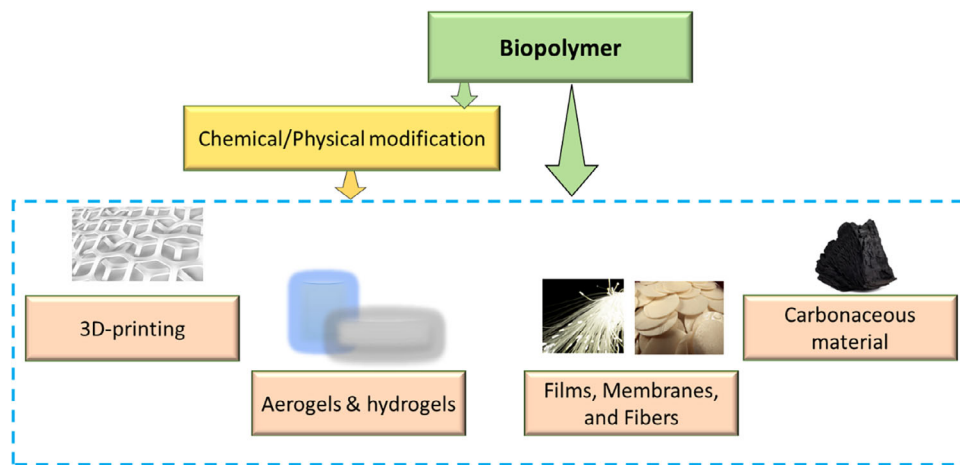 Biopolymer
Chemical/Physical modification
3D-printing
Aerogels & hydrogels
Films, Membranes,
and Fibers
Carbonaceous
material